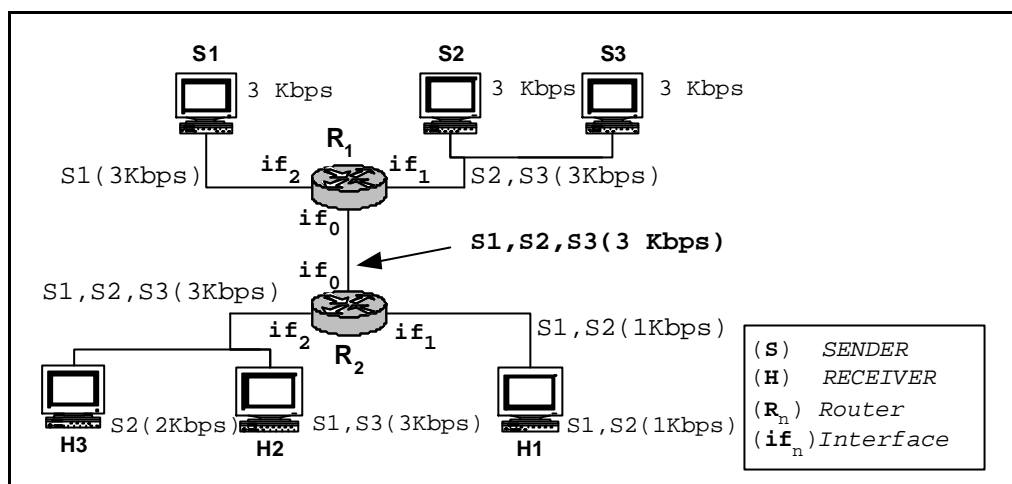 S1
S2
S3
3 Kbps
3 Kbps
3 Kbps
R1
if2
if1
S1(3Kbps)
S2,S3(3Kbps)
if0
S1,S2,S3(3 Kbps)
if0
S1,S2,S3(3Kbps)
if2
if1
S1,S2(1Kbps)
R2
S2(2Kbps)
S1,S3(3Kbps)
S1,S2(1Kbps)
H3
H2
H1
(S) SENDER
(H) RECEIVER
(Rn) Router
(ifn)Interface